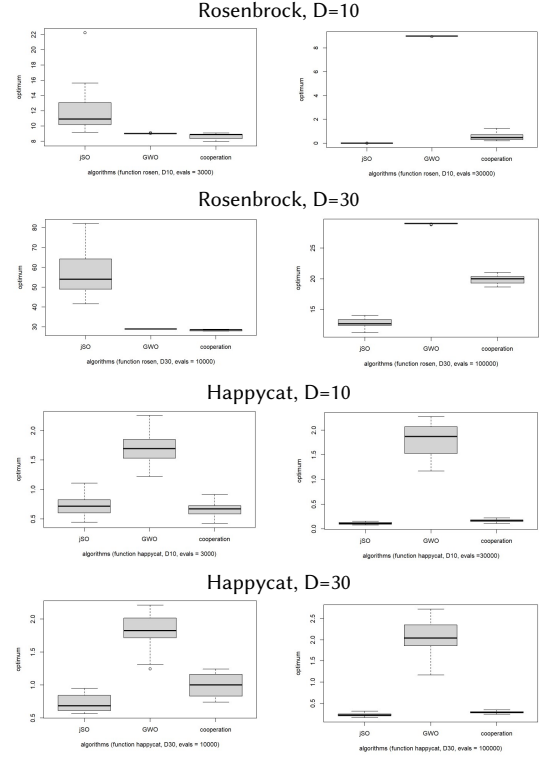 Rosenbrock, D=10
optimum
22
20
18
16
14
12
10
8
jSO
GWO
cooperation
algorithms (function rosen, D10, evals = 3000)
optimum
8
6
4
2
0
jSO
GWO
cooperation
algorithms (function rosen, D10, evals =30000)
Rosenbrock, D=30
optimum
80
70
60
50
40
30
jSO
GWO
cooperation
algorithms (function rosen, D30, evals = 10000)
optimum
25
20
15
jSO
GWO
cooperation
algorithms (function rosen, D30, evals = 100000)
Happycat, D=10
optimum
2.0
1.5
1.0
0.5
jSO
GWO
cooperation
algorithms (function happycat, D10, evals = 3000)
optimum
2.0
1.5
1.0
0.5
0.0
jSO
GWO
cooperation
algorithms (function happycat, D10, evals =30000)
Happycat, D=30
optimum
2.0
1.5
1.0
0.5
jSO
GWO
cooperation
algorithms (function happycat, D30, evals = 10000)
optimum
2.5
2.0
1.5
1.0
0.5
jSO
GWO
cooperation
algorithms (function happycat, D30, evals = 100000)